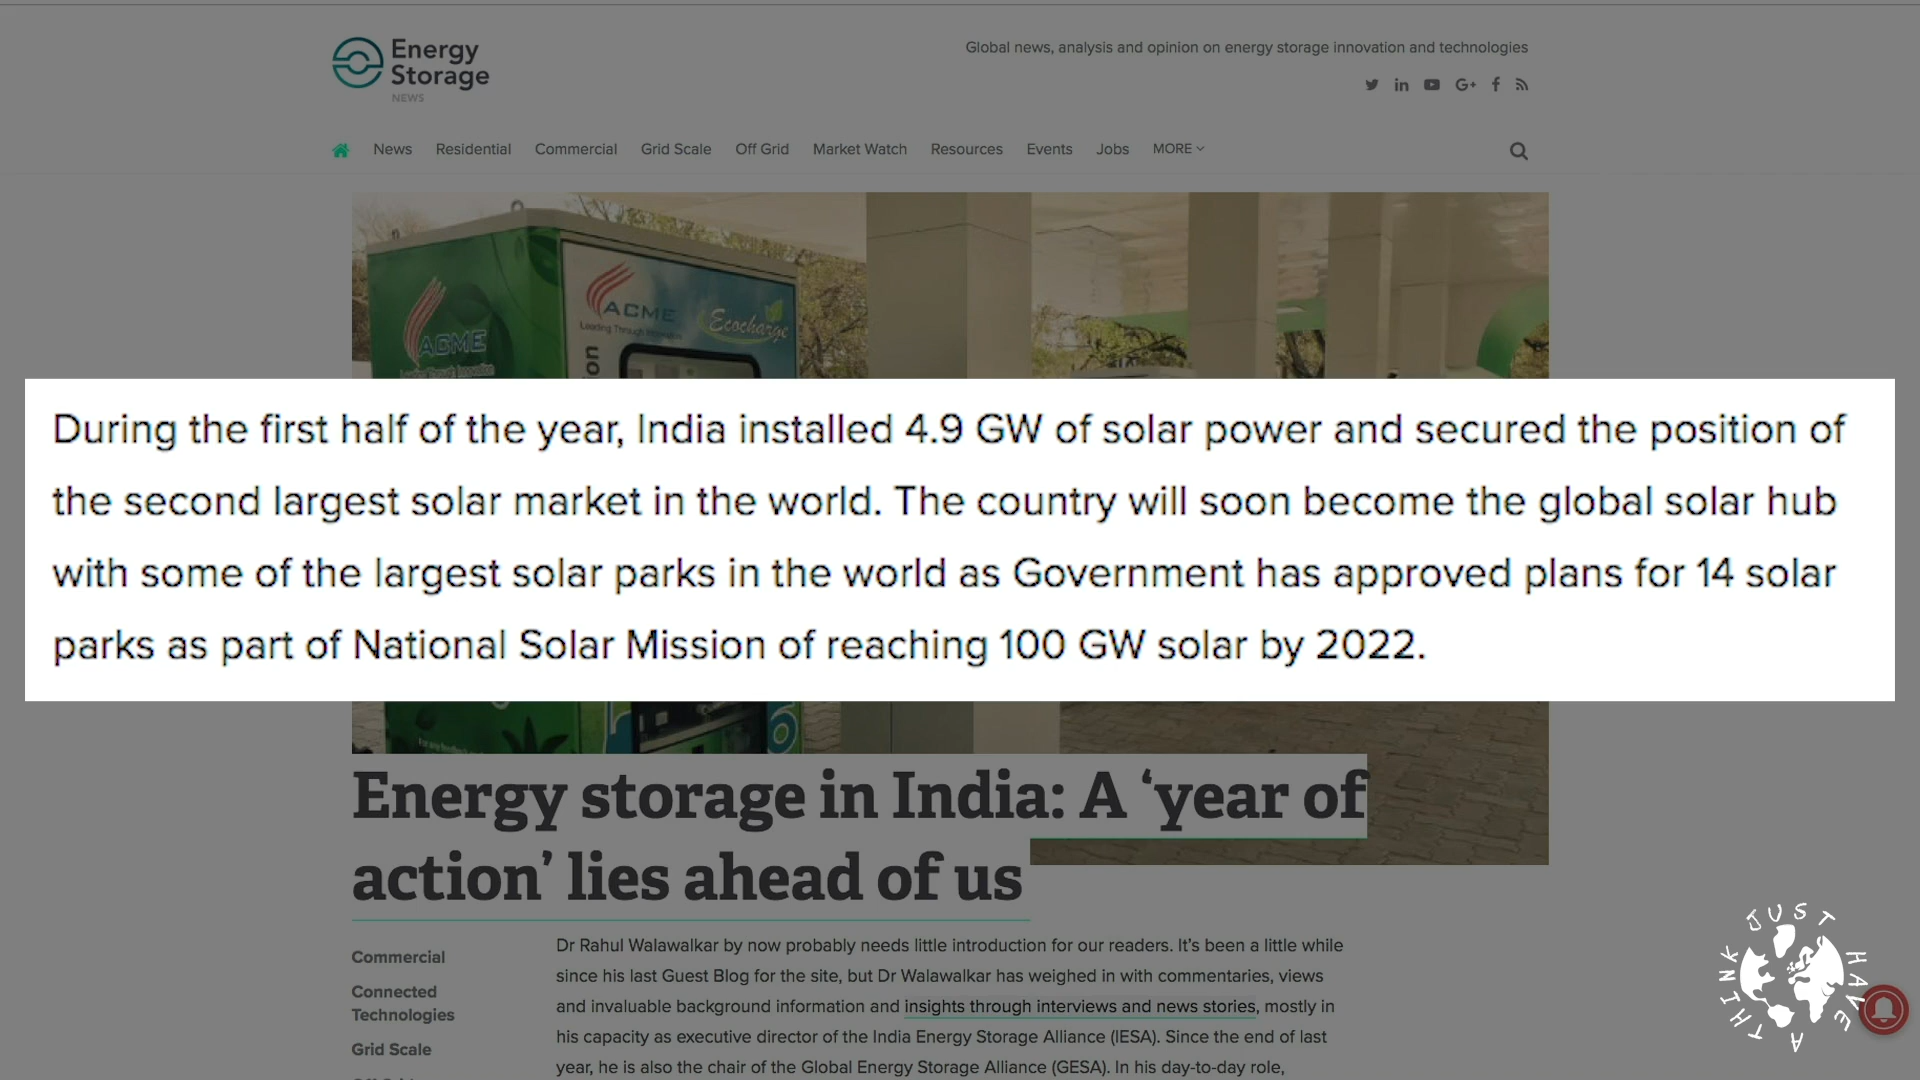 Energy
Storage
NEWS
Global news, analysis and opinion on energy storage innovation and technologies
News Residential Commercial Grid Scale Off Grid Market Watch Resources Events Jobs MORE
ACME
Leading Through Innovation
ACME
Leading Through Innovation
Ecocharge
During the first half of the year, India installed 4.9 GW of solar power and secured the position of
the second largest solar market in the world. The country will soon become the global solar hub
with some of the largest solar parks in the world as Government has approved plans for 14 solar
parks as part of National Solar Mission of reaching 100 GW solar by 2022.
Energy storage in India: A ‘year of
action’ lies ahead of us
Commercial
Connected
Technologies
Grid Scale
Dr Rahul Walawalkar by now probably needs little introduction for our readers. It’s been a little while
since his last Guest Blog for the site, but Dr Walawalkar has weighed in with commentaries, views
and invaluable background information and insights through interviews and news stories, mostly in
his capacity as executive director of the India Energy Storage Alliance (IESA). Since the end of last
year, he is also the chair of the Global Energy Storage Alliance (GESA). In his day-to-day role,
JUST HAVE A THINK